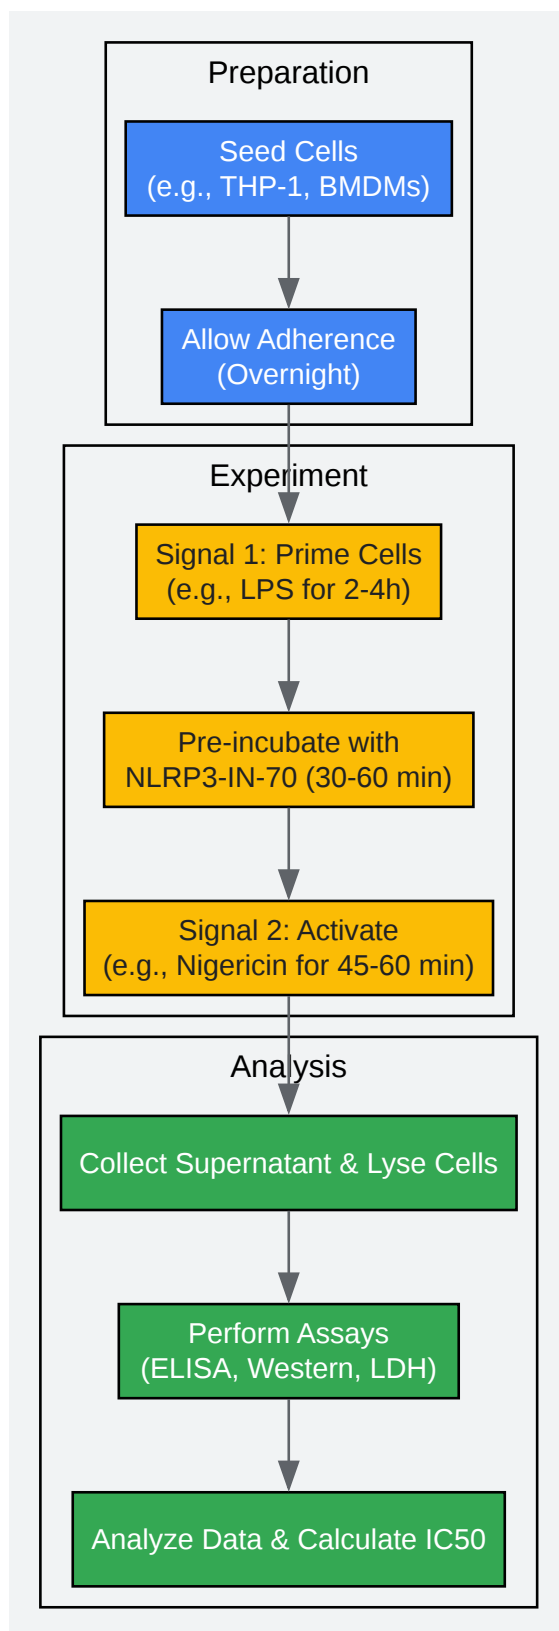 Preparation
Seed Cells
(e.g., THP-1, BMDMs)
Allow Adherence
(Overnight)
Experiment
Signal 1: Prime Cells
(e.g., LPS for 2-4h)
Pre-incubate with
NLRP3-IN-70 (30-60 min)
Signal 2: Activate
(e.g., Nigericin for 45-60 min)
Analysis
Collect Supernatant & Lyse Cells
Perform Assays
(ELISA, Western, LDH)
Analyze Data & Calculate IC50